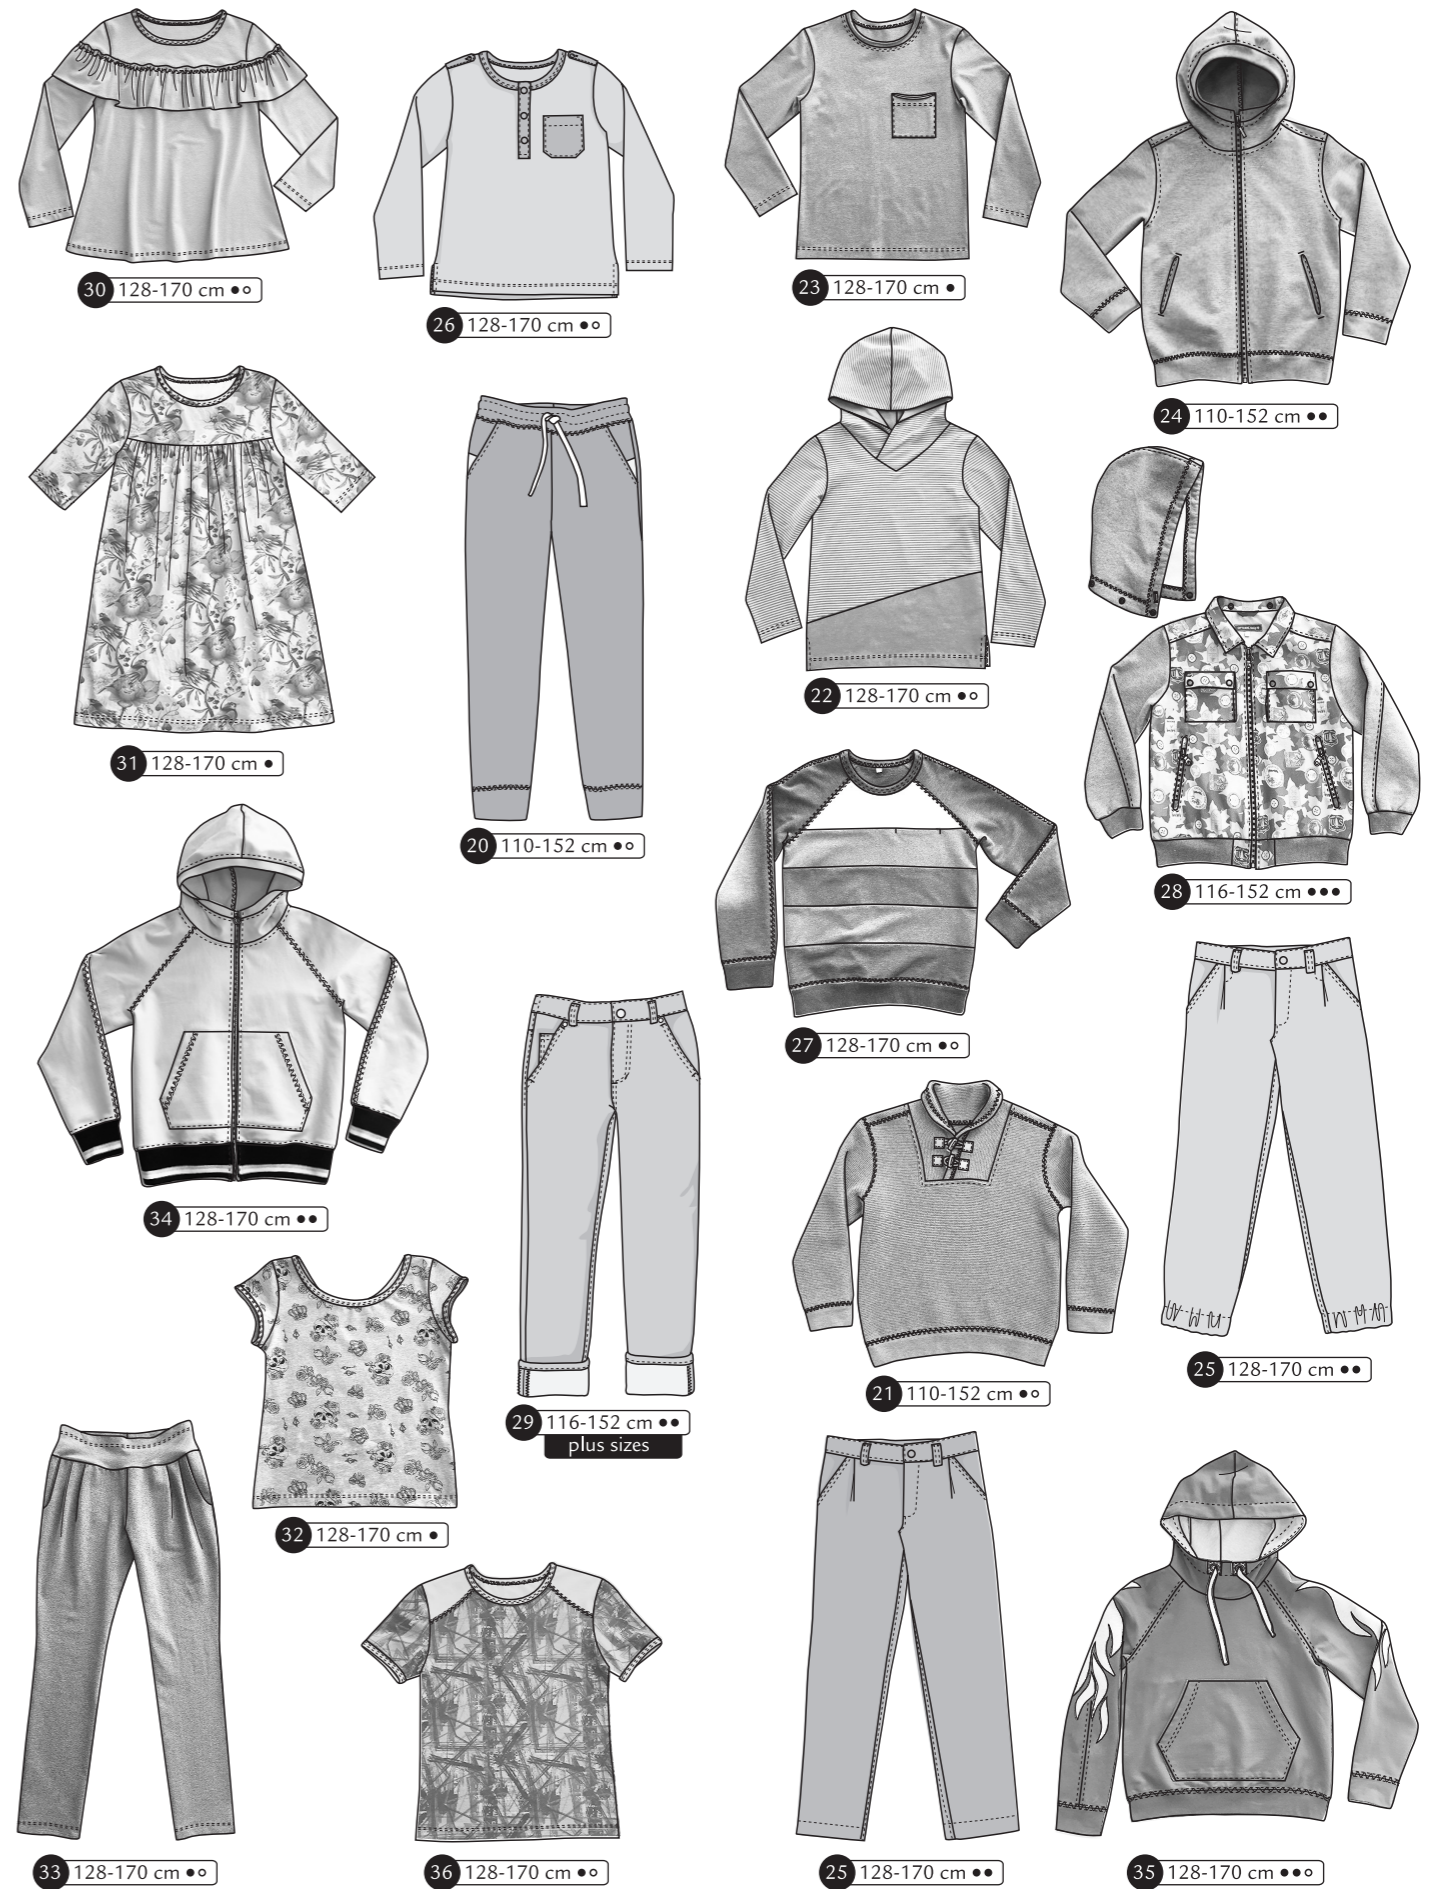 30 128-170 cm ●○
26 128-170 cm ●○
23 128-170 cm ●
24 110-152 cm ●●
31 128-170 cm ●
20 110-152 cm ●○
22 128-170 cm ●○
28 116-152 cm ●●●
34 128-170 cm ●●
27 128-170 cm ●○
29 116-152 cm ●●
plus sizes
21 110-152 cm ●○
25 128-170 cm ●●
32 128-170 cm ●
33 128-170 cm ●○
36 128-170 cm ●○
25 128-170 cm ●●
35 128-170 cm ●●○